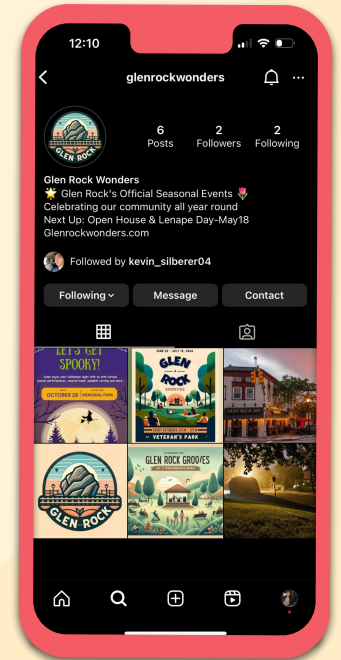 12:10
glenrockwonders
6
2
2
Posts
Followers
Following
GLEN ROCK
Glen Rock Wonders
🌟 Glen Rock's Official Seasonal Events 🌷
Celebrating our community all year round
Next Up: Open House & Lenape Day-May18
Glenrockwonders.com
Followed by kevin_silberer04
Following
Message
Contact
LET'S GET
SPOOKY!
OCTOBER 28 | MEMORIAL PARK
GLEN
ROCK
GROOVES
VETERAN'S PARK
GLEN ROCK
GLEN ROCK GROOVES